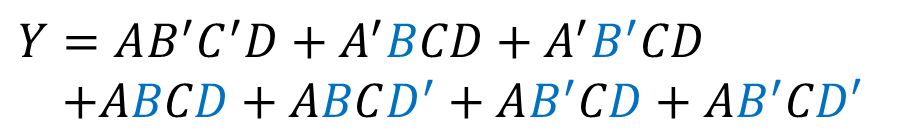 Y = AB′C′D + A′BCD + A′B′CD
+ABCD + ABCD′ + AB′CD + AB′CD′